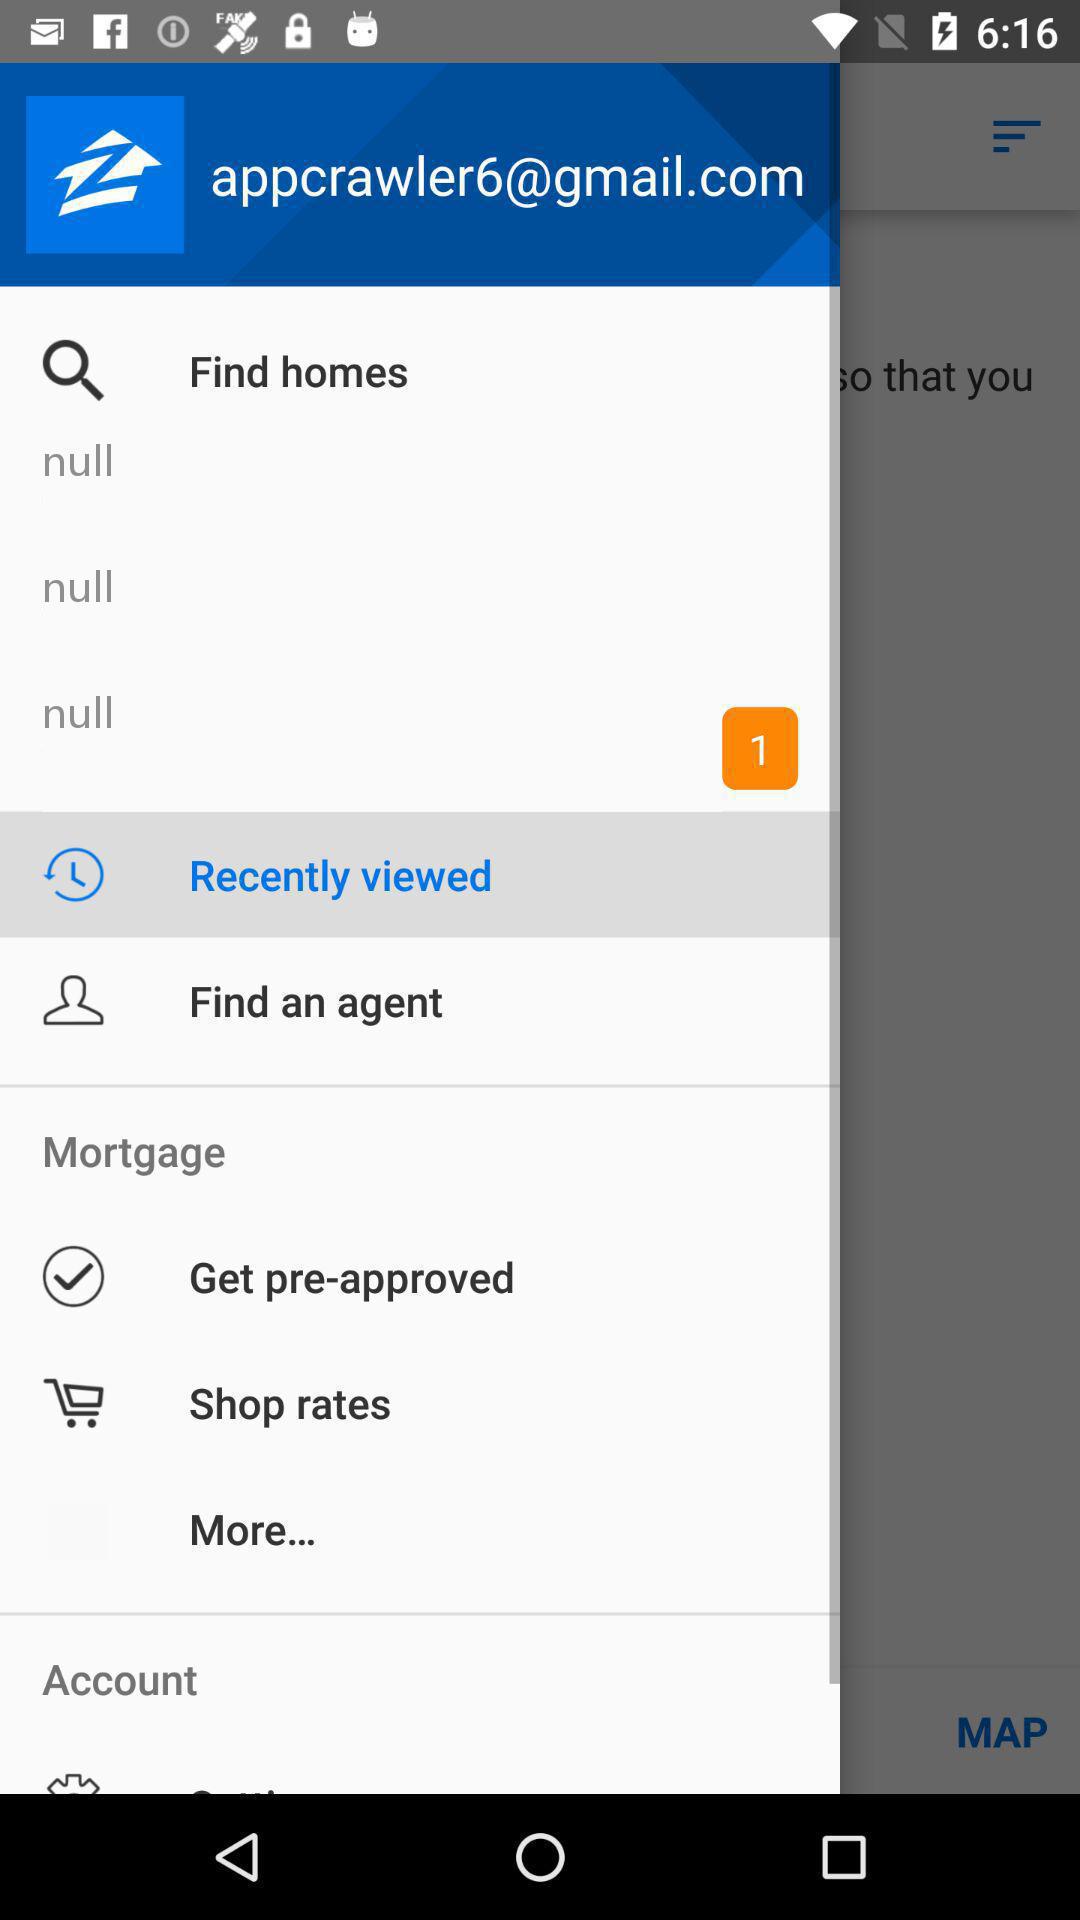 6:16
appcrawler6@gmail.com
Find homes
so that you
null
null
null
1
Recently viewed
Find an agent
Mortgage
Get pre-approved
Shop rates
More...
Account
MAP